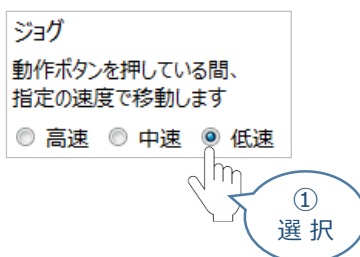 ジョグ
動作ボタンを押している間、
指定の速度で移動します
高速 中速 低速
①
選 択